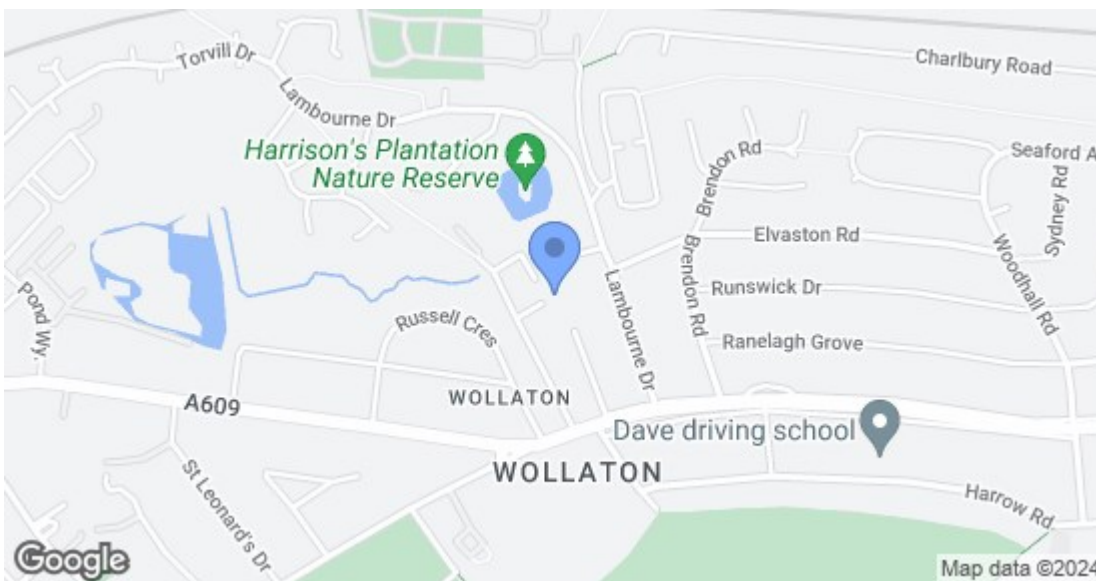 Torvill Dr
Charlbury Road
Lambourne Dr
Harrison's Plantation
Nature Reserve
Brendon Rd
Seaford A
Sydney Rd
Elvaston Rd
Woodhall Rd
Brendon Rd
Lambourne Dr
Runswick Dr
Pond Wy.
Russell Cres
Ranelagh Grove
WOLLATON
A609
Dave driving school
WOLLATON
St Leonard's Dr
Harrow Rd
Google
Map data ©2024